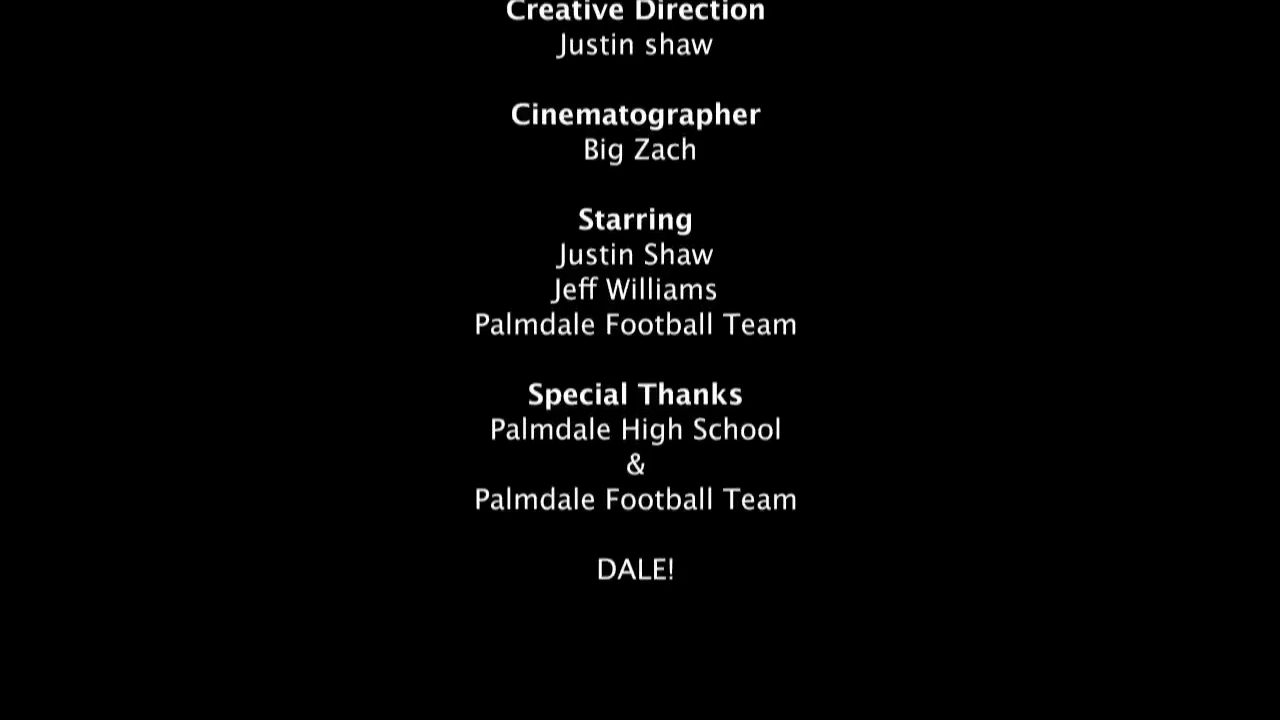 Creative Direction
Justin shaw
Cinematographer
Big Zach
Starring
Justin Shaw
Jeff Williams
Palmdale Football Team
Special Thanks
Palmdale High School
&
Palmdale Football Team
DALE!